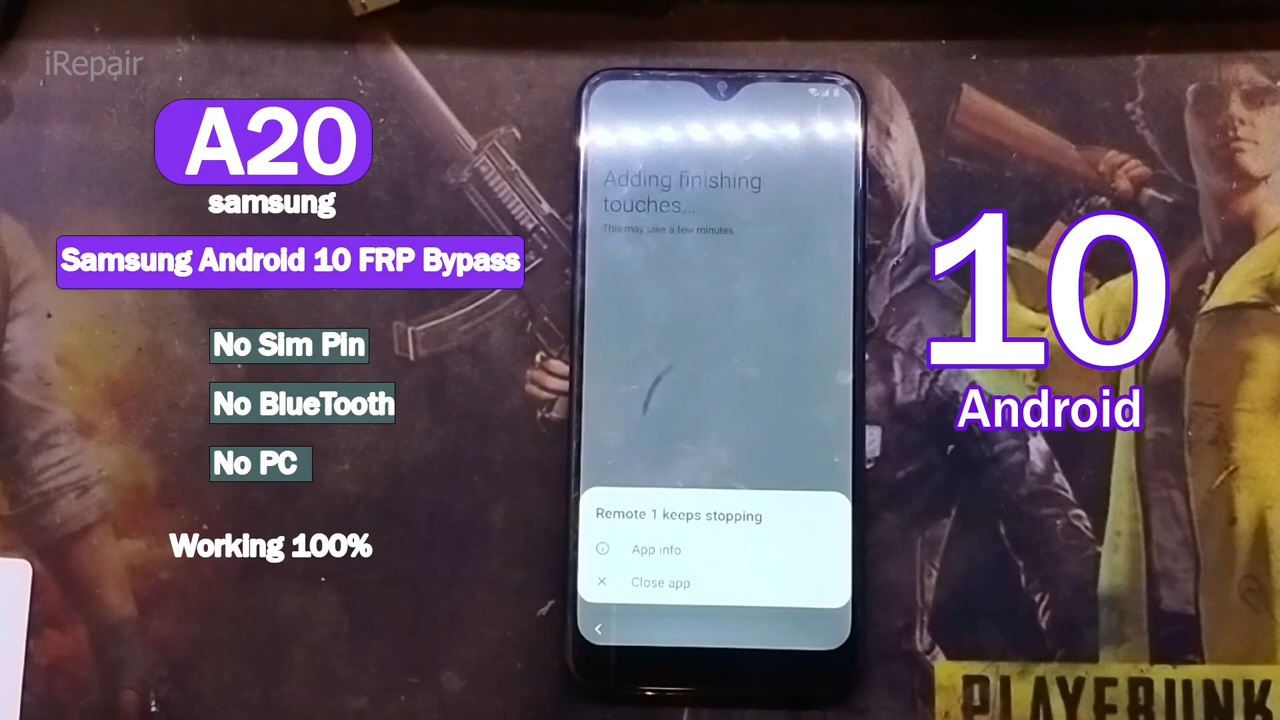 iRepair
A20
samsung
Samsung Android 10 FRP Bypass
No Sim Pin
No BlueTooth
No PC
Working 100%
Adding finishing
touches...
This may take a few minutes.
Remote 1 keeps stopping
App info
Close app
10
Android